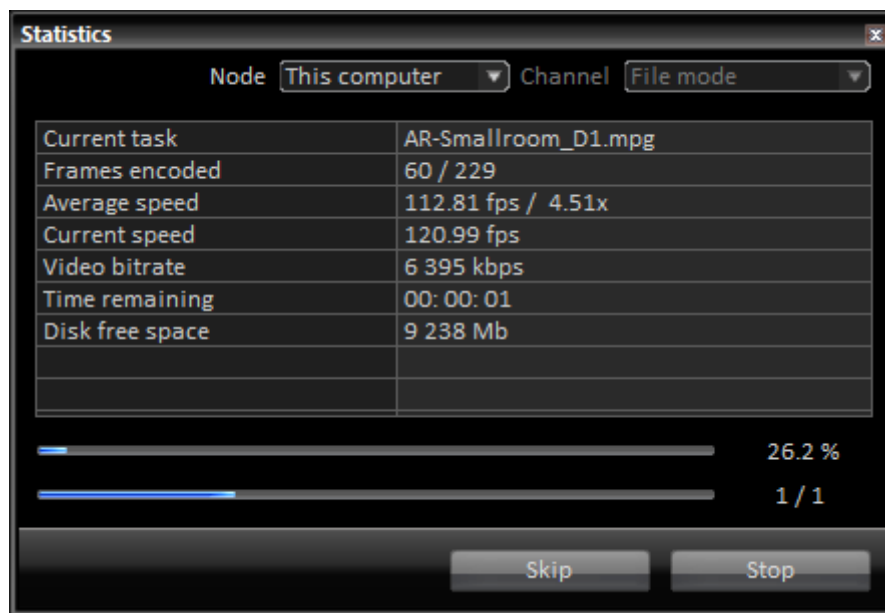 Statistics
Node This computer Channel File mode
Current task AR-Smallroom_D1.mpg
Frames encoded 60 / 229
Average speed 112.81 fps / 4.51x
Current speed 120.99 fps
Video bitrate 6 395 kbps
Time remaining 00: 00: 01
Disk free space 9 238 Mb
26.2 %
1 / 1
Skip Stop